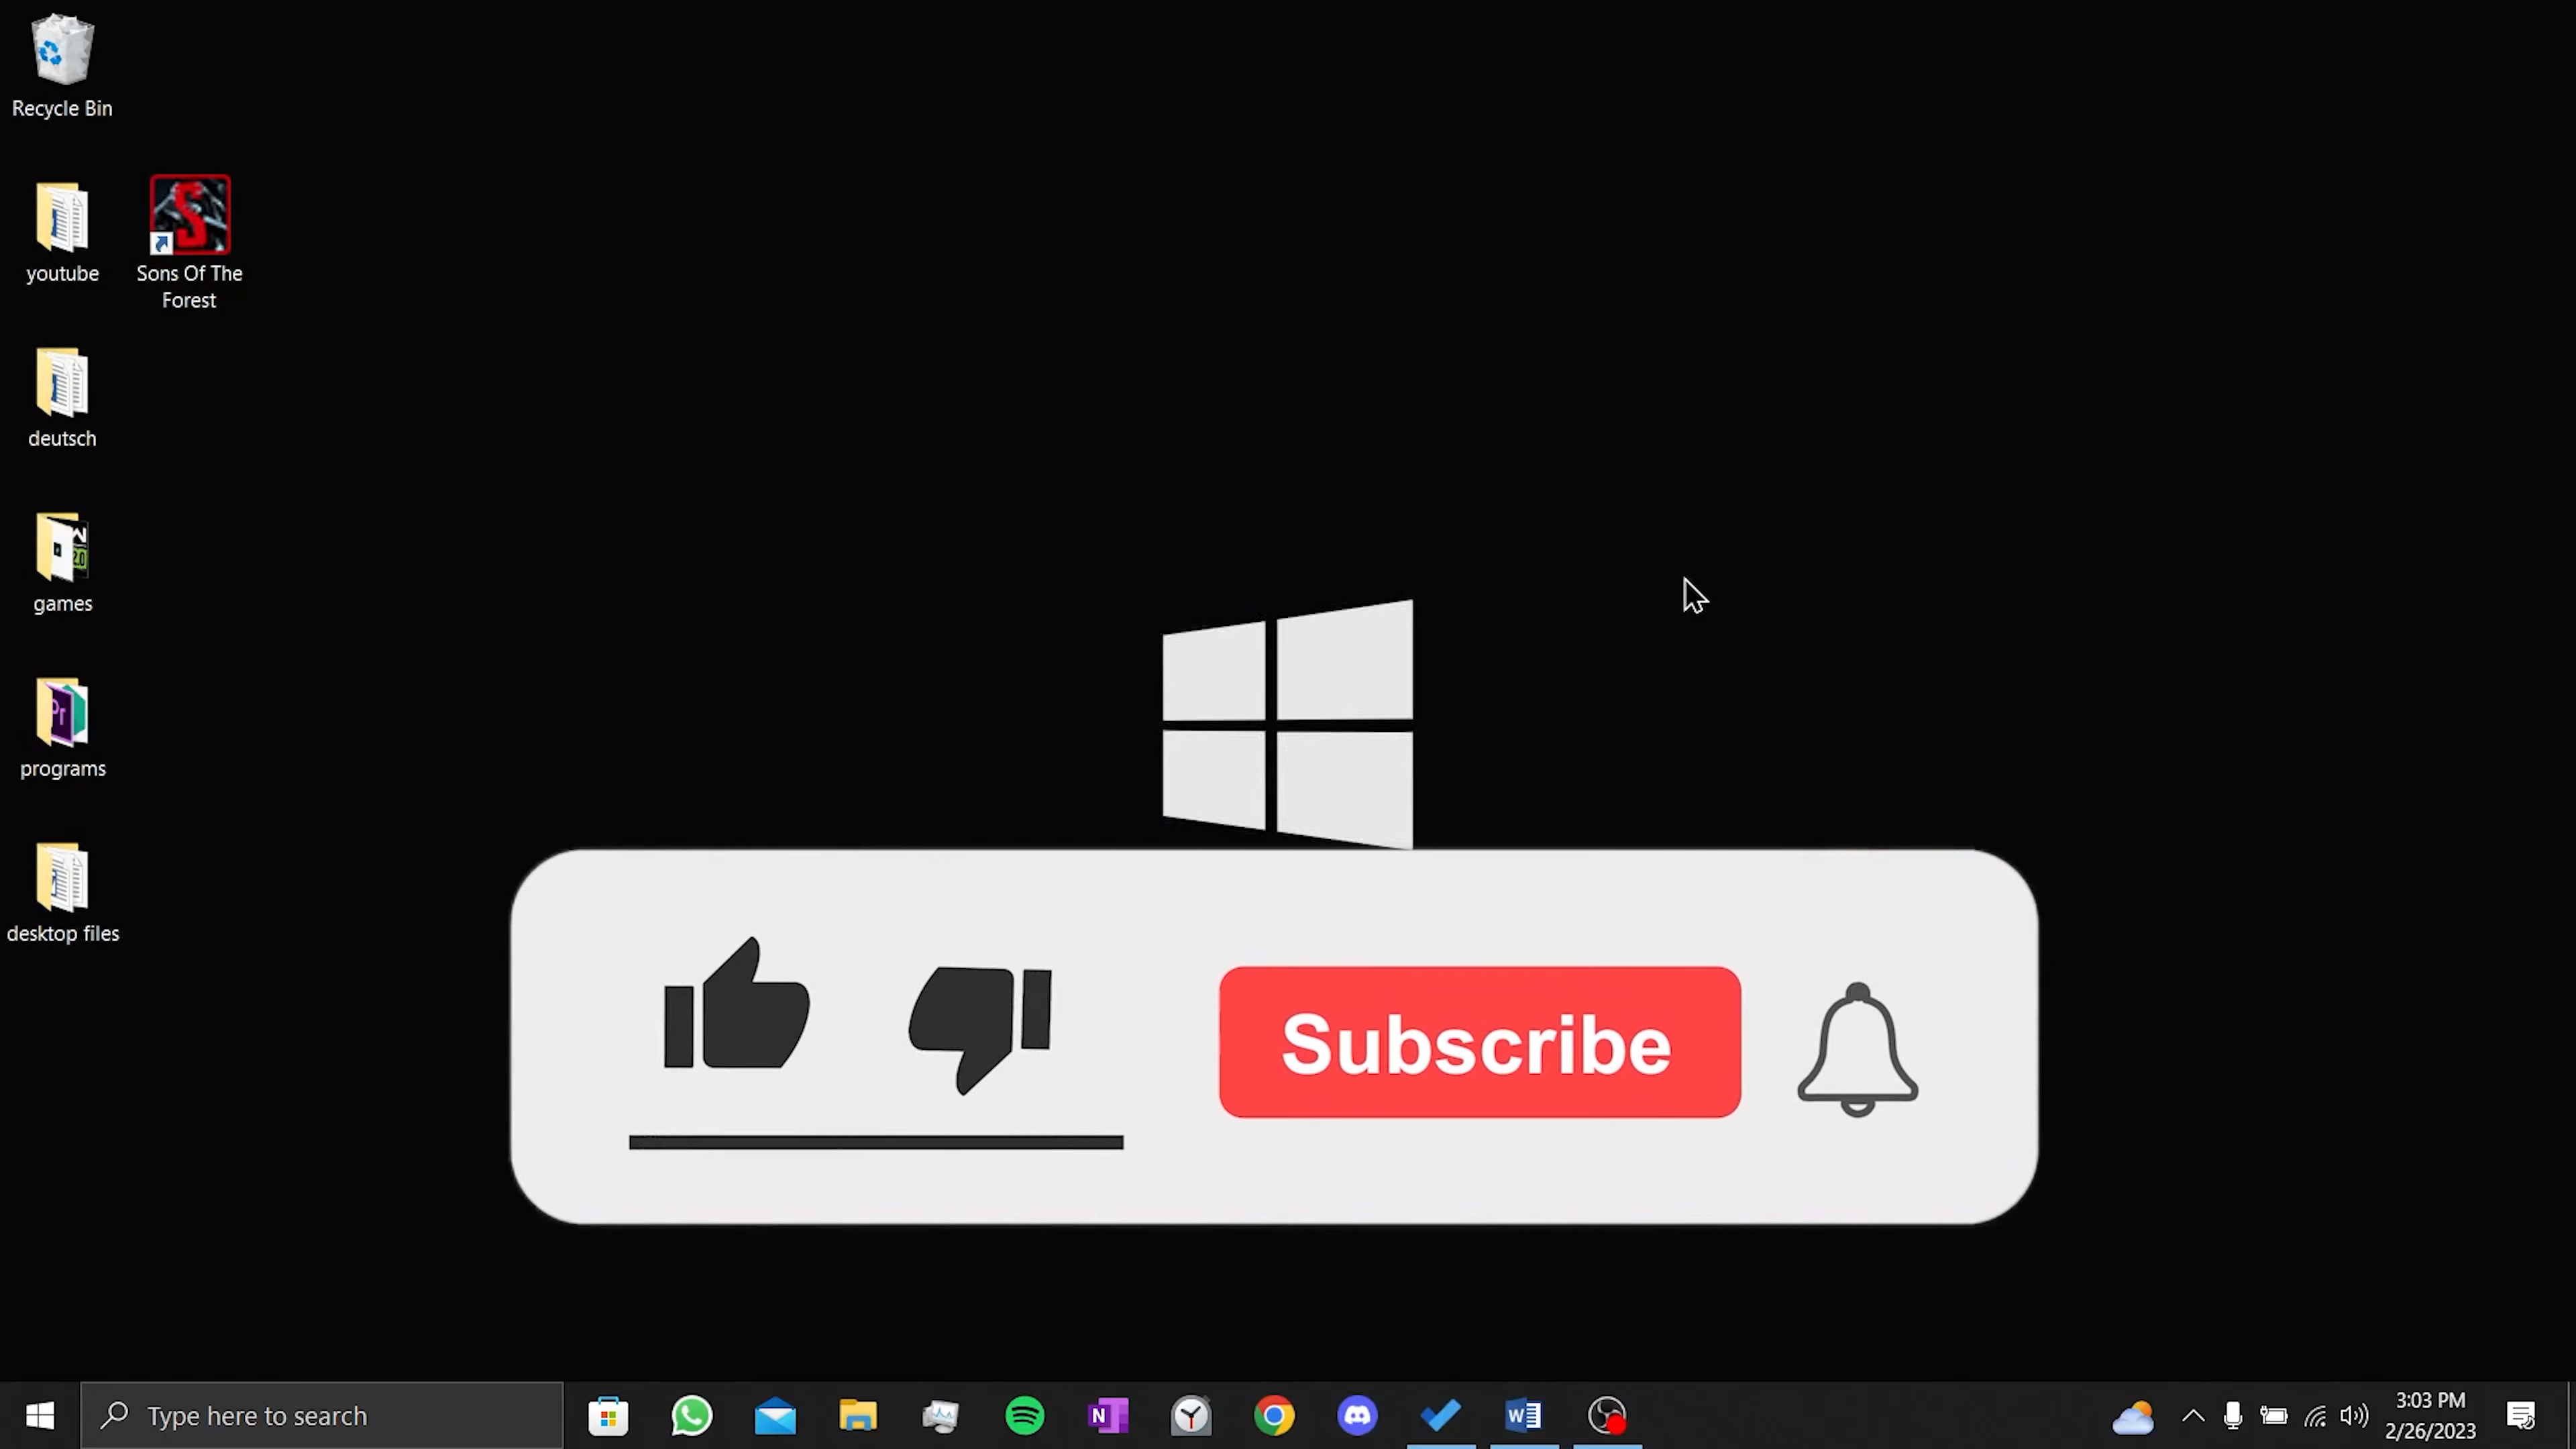 Recycle Bin
youtube
Sons Of The
Forest
deutsch
games
programs
desktop files
Subscribe
Type here to search
3:03 PM
2/26/2023